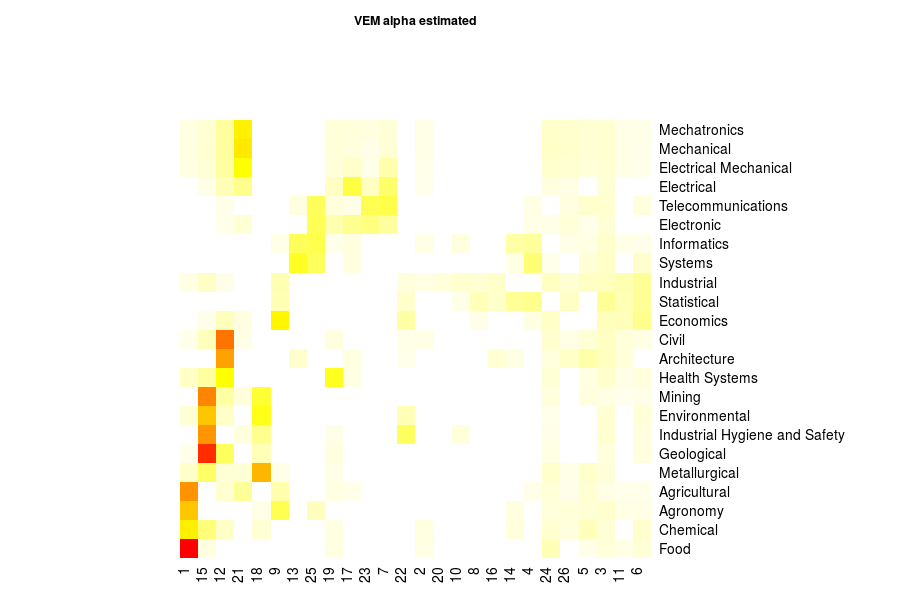 VEM alpha estimated
Mechatronics
Mechanical
Electrical Mechanical
Electrical
Telecommunications
Electronic
Informatics
Systems
Industrial
Statistical
Economics
Civil
Architecture
Health Systems
Mining
Environmental
Industrial Hygiene and Safety
Geological
Metallurgical
Agricultural
Agronomy
Chemical
Food
1 15 12 21 18 9 13 25 19 17 23 7 22 2 20 10 8 16 14 4 24 26 5 3 11 6